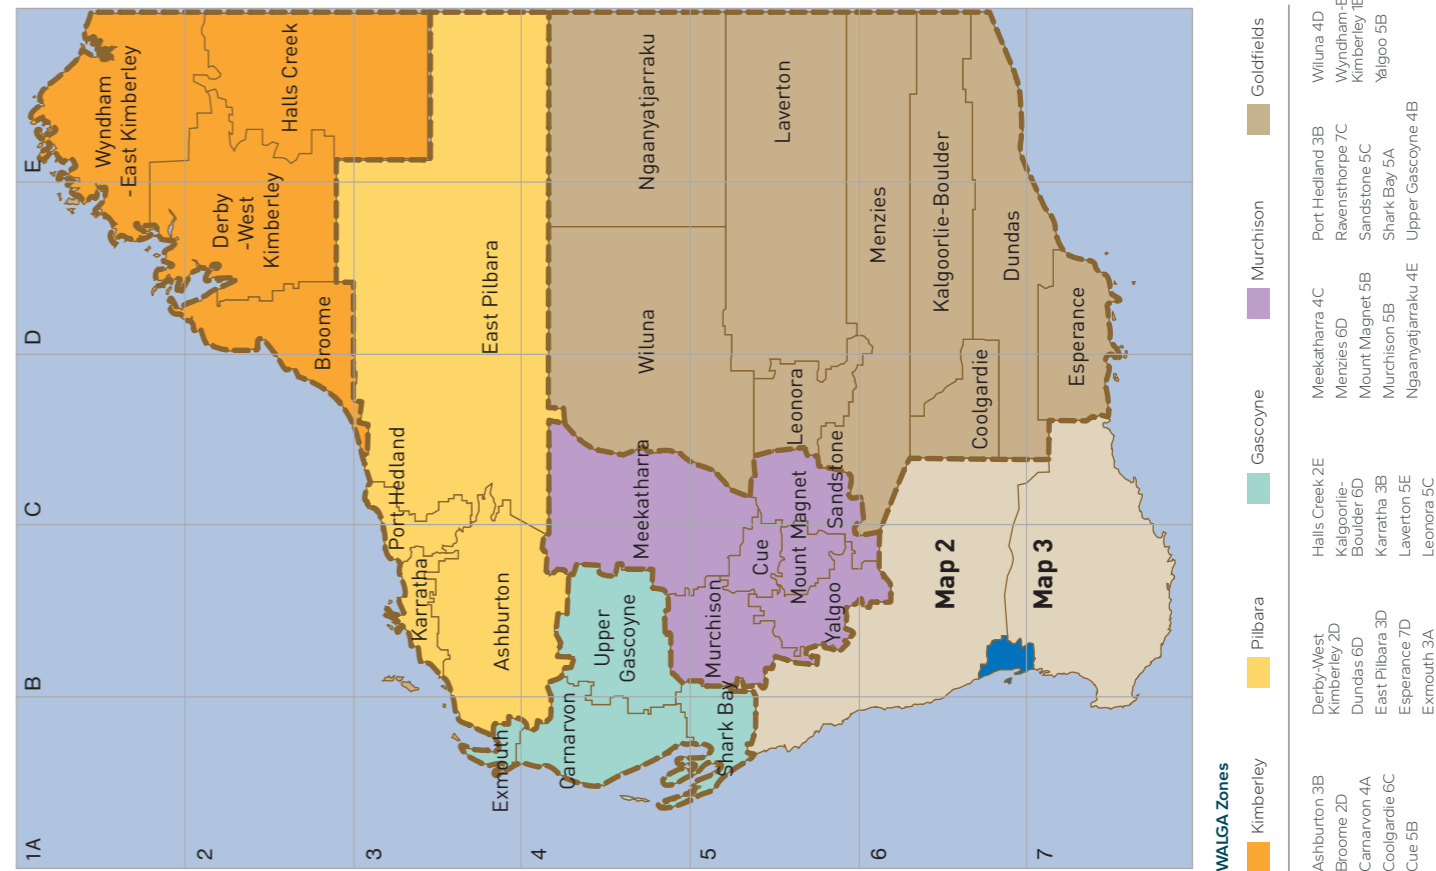 1A
B
C
D
E
2
3
4
5
6
7
Wyndham
-East Kimberley
Derby
-West
Kimberley
Halls Creek
Broome
Port Hedland
Karratha
East Pilbara
Ashburton
Exmouth
Carnarvon
Upper
Gascoyne
Meekatharra
Wiluna
Ngaanyatjarraku
Shark Bay
Murchison
Cue
Mount Magnet
Leonora
Laverton
Yalgoo
Sandstone
Menzies
Kalgoorlie-Boulder
Coolgardie
Dundas
Esperance
Map 2
Map 3
WALGA Zones
Kimberley
Pilbara
Gascoyne
Murchison
Goldfields
Ashburton 3B
Broome 2D
Carnarvon 4A
Coolgardie 6C
Cue 5B
Derby-West
Kimberley 2D
Dundas 6D
East Pilbara 3D
Esperance 7D
Exmouth 3A
Halls Creek 2E
Kalgoorlie-
Boulder 6D
Karratha 3B
Laverton 5E
Leonora 5C
Meekatharra 4C
Menzies 6D
Mount Magnet 5B
Murchison 5B
Ngaanyatjarraku 4E
Port Hedland 3B
Ravensthorpe 7C
Sandstone 5C
Shark Bay 5A
Upper Gascoyne 4B
Wiluna 4D
Wyndham-E
Kimberley 1E
Yalgoo 5B